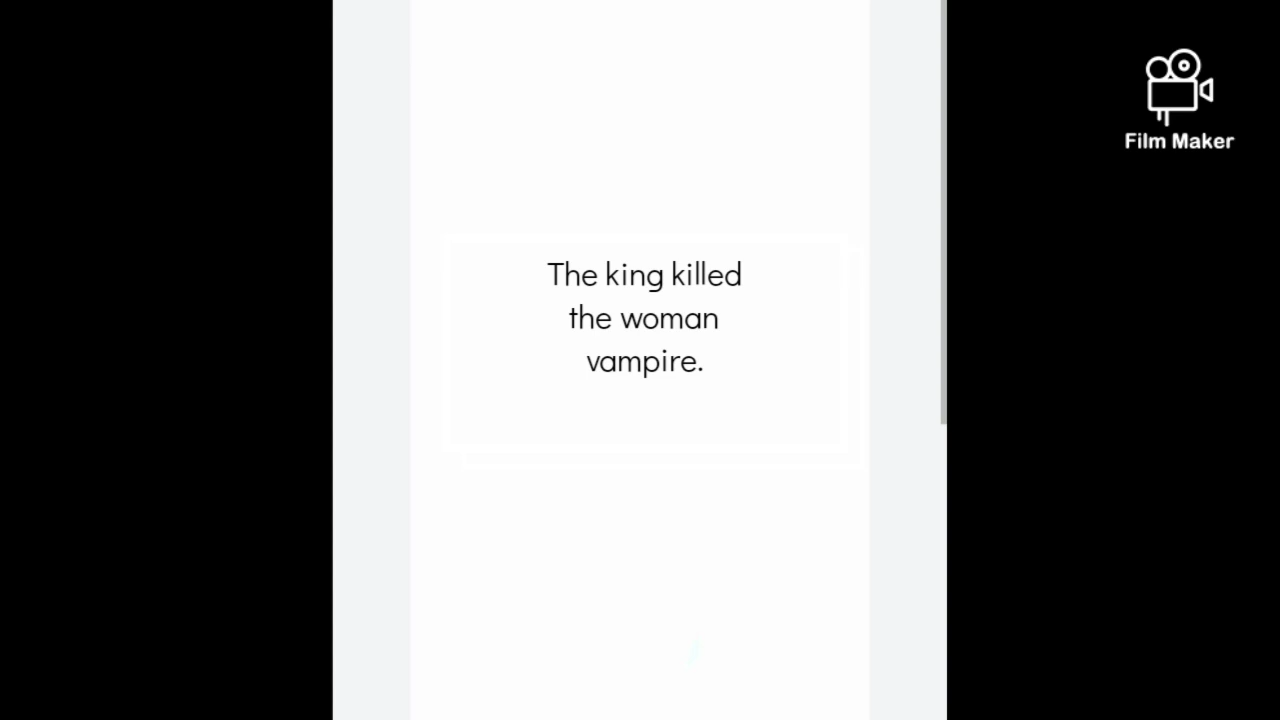 The king killed
the woman
vampire.
Film Maker